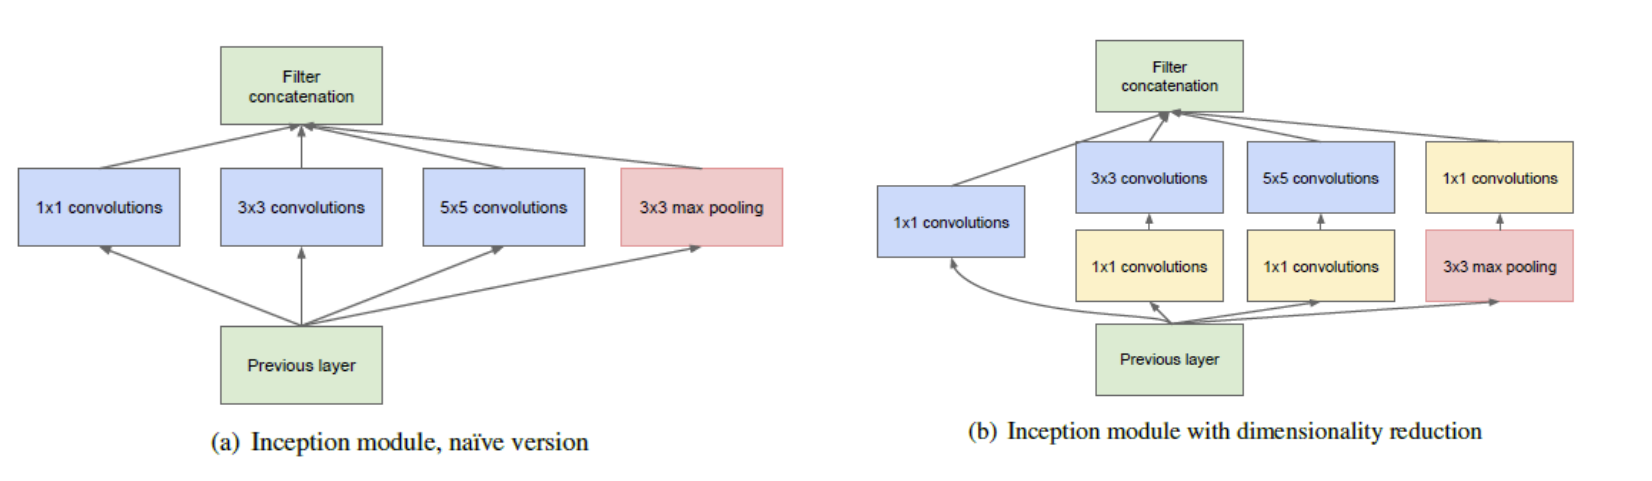 Filter
concatenation
1x1 convolutions
3x3 convolutions
5x5 convolutions
3x3 max pooling
Previous layer
(a) Inception module, naïve version
Filter
concatenation
3x3 convolutions
5x5 convolutions
1x1 convolutions
1x1 convolutions
1x1 convolutions
1x1 convolutions
3x3 max pooling
Previous layer
(b) Inception module with dimensionality reduction